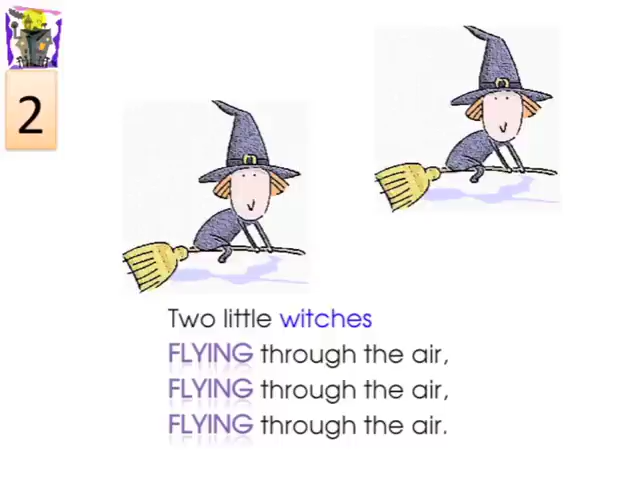 2
Two little witches
FLYING through the air,
FLYING through the air,
FLYING through the air.